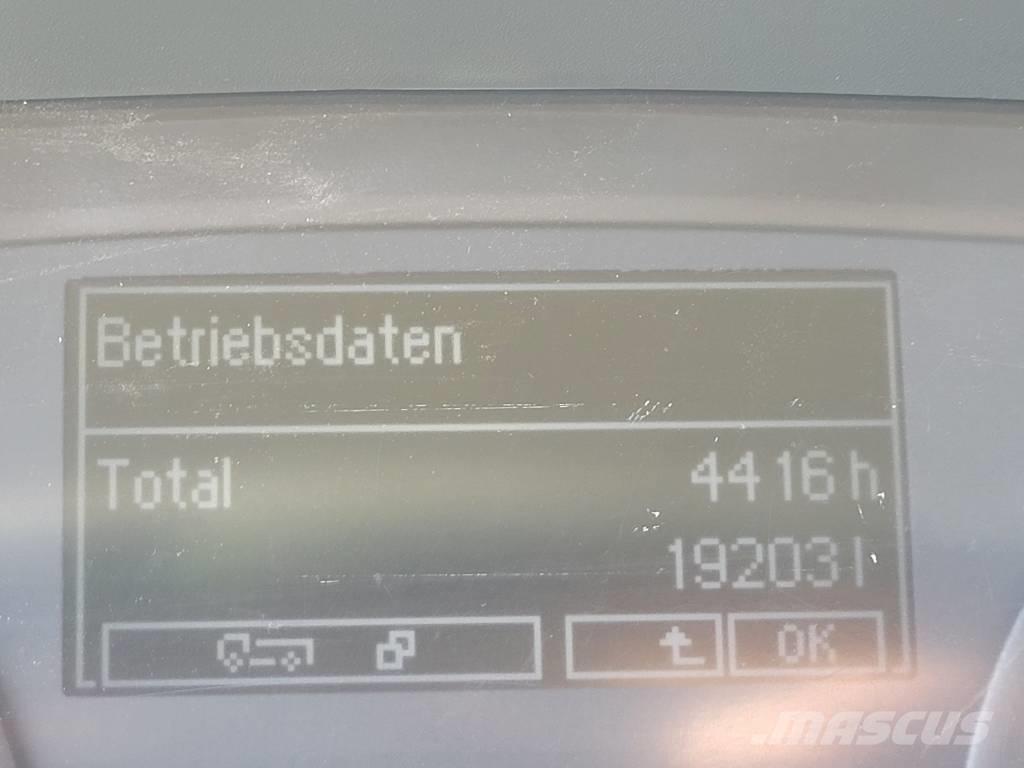 Betriebsdaten
Total 4416 h
19203 l
OK
MASCUS